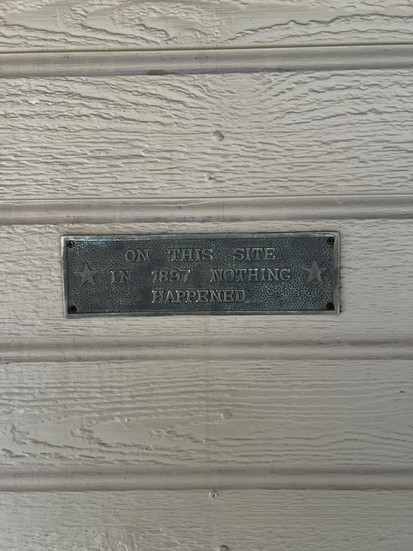 ON THIS SITE
IN 1897 NOTHING
HAPPENED.